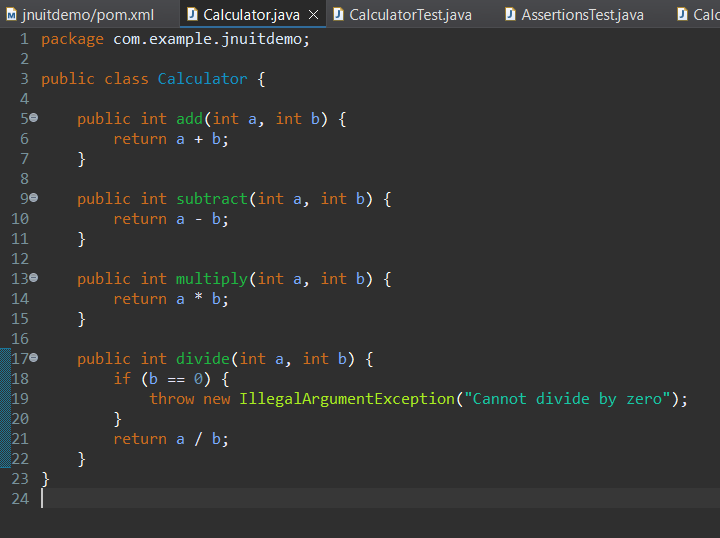 jnuitdemo/pom.xml Calculator.java CalculatorTest.java AssertionsTest.java Calc
1 package com.example.jnuitdemo;
2
3 public class Calculator {
4
5     public int add(int a, int b) {
6         return a + b;
7     }
8
9     public int subtract(int a, int b) {
10         return a - b;
11     }
12
13     public int multiply(int a, int b) {
14         return a * b;
15     }
16
17     public int divide(int a, int b) {
18         if (b == 0) {
19             throw new IllegalArgumentException("Cannot divide by zero");
20         }
21         return a / b;
22     }
23 }
24